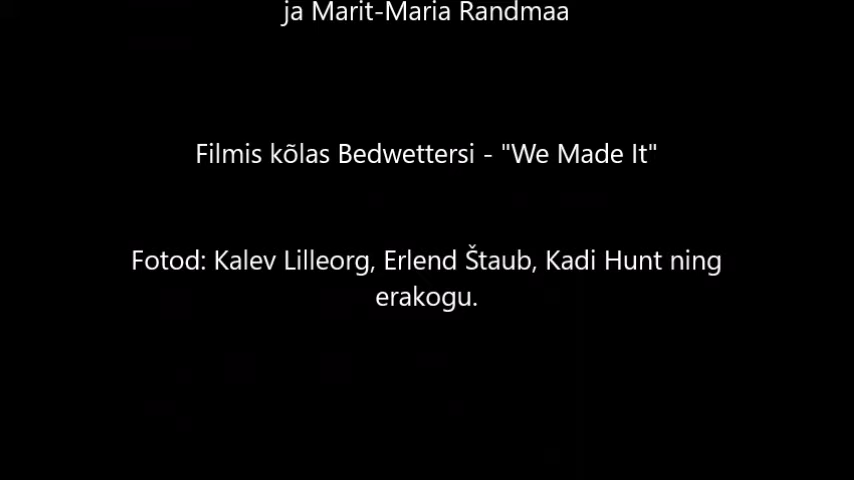 ja Marit-Maria Randmaa
Filmis kõlas Bedwettersi - "We Made It"
Fotod: Kalev Lilleorg, Erlend Štaub, Kadi Hunt ning
erakogu.